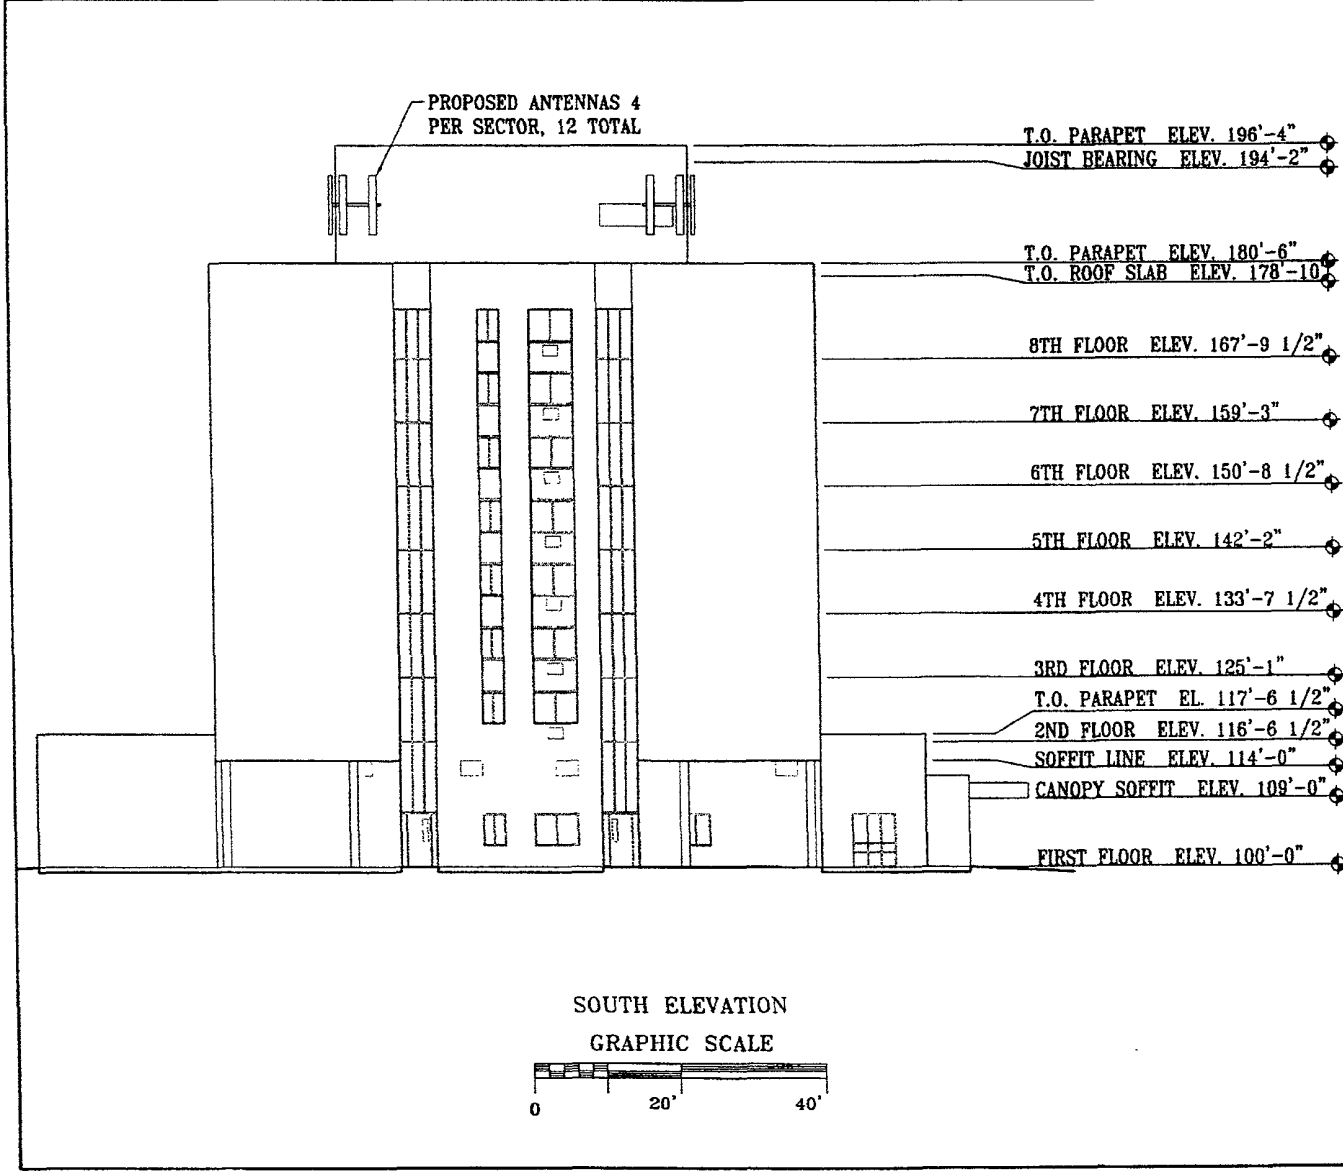 PROPOSED ANTENNAS 4
PER SECTOR, 12 TOTAL
T.O. PARAPET ELEV. 196'-4"
JOIST BEARING ELEV. 194'-2"
T.O. PARAPET ELEV. 180'-6"
T.O. ROOF SLAB ELEV. 178'-10
8TH FLOOR ELEV. 167'-9 1/2"
7TH FLOOR ELEV. 159'-3"
6TH FLOOR ELEV. 150'-8 1/2"
5TH FLOOR ELEV. 142'-2"
4TH FLOOR ELEV. 133'-7 1/2"
3RD FLOOR ELEV. 125'-1"
T.O. PARAPET EL. 117'-6 1/2"
2ND FLOOR ELEV. 116'-6 1/2"
SOFFIT LINE ELEV. 114'-0"
CANOPY SOFFIT ELEV. 109'-0"
FIRST FLOOR ELEV. 100'-0"
SOUTH ELEVATION
GRAPHIC SCALE
0 20' 40'